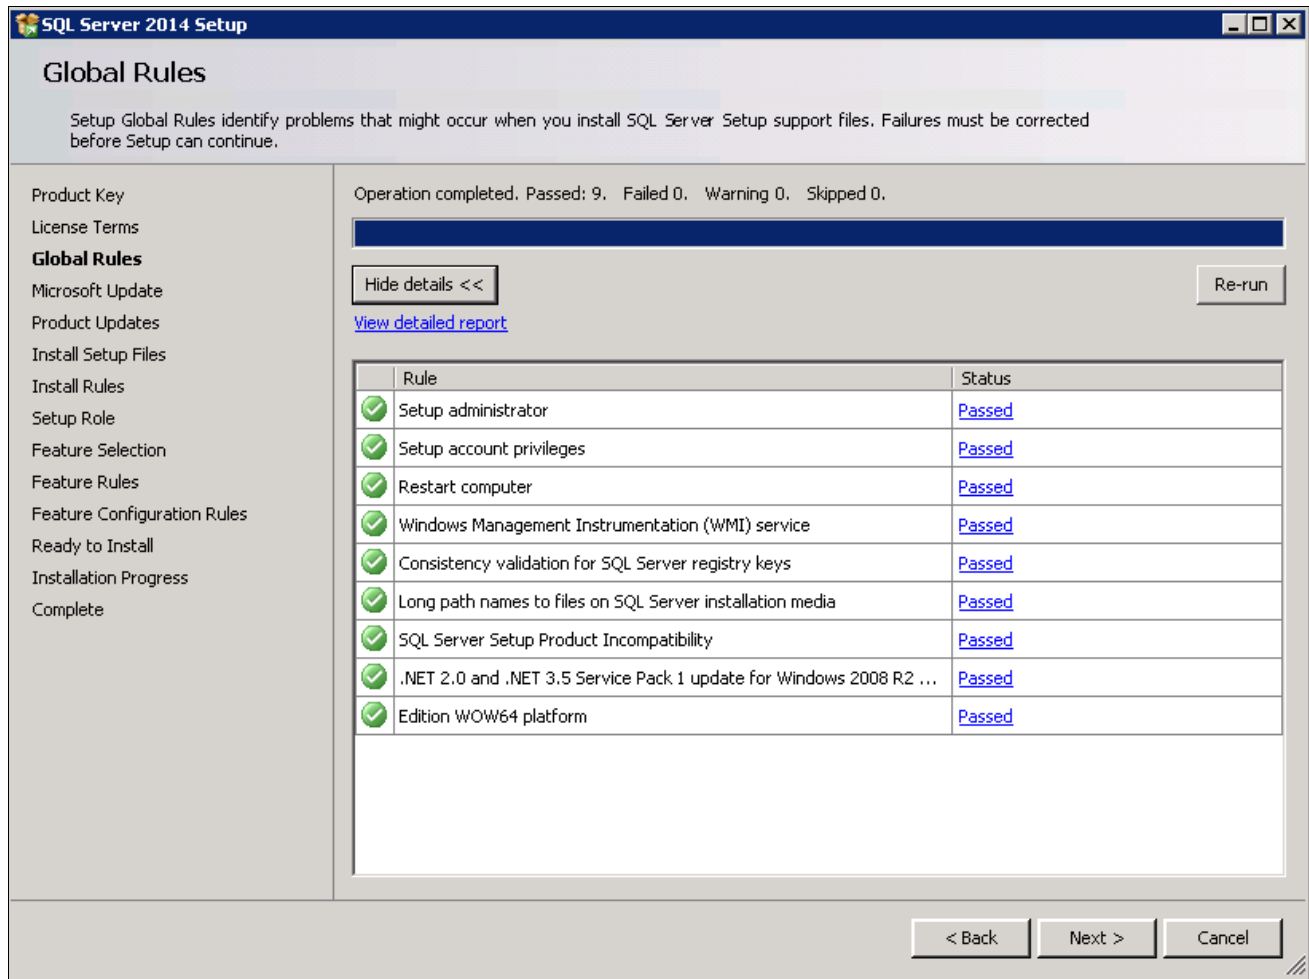 SQL Server 2014 Setup
Global Rules
Setup Global Rules identify problems that might occur when you install SQL Server Setup support files. Failures must be corrected
before Setup can continue.
Product Key
License Terms
Global Rules
Microsoft Update
Product Updates
Install Setup Files
Install Rules
Setup Role
Feature Selection
Feature Rules
Feature Configuration Rules
Ready to Install
Installation Progress
Complete
Operation completed. Passed: 9. Failed 0. Warning 0. Skipped 0.
Hide details <<
Re-run
View detailed report
Rule Status
Setup administrator Passed
Setup account privileges Passed
Restart computer Passed
Windows Management Instrumentation (WMI) service Passed
Consistency validation for SQL Server registry keys Passed
Long path names to files on SQL Server installation media Passed
SQL Server Setup Product Incompatibility Passed
.NET 2.0 and .NET 3.5 Service Pack 1 update for Windows 2008 R2 ... Passed
Edition WOW64 platform Passed
< Back Next > Cancel